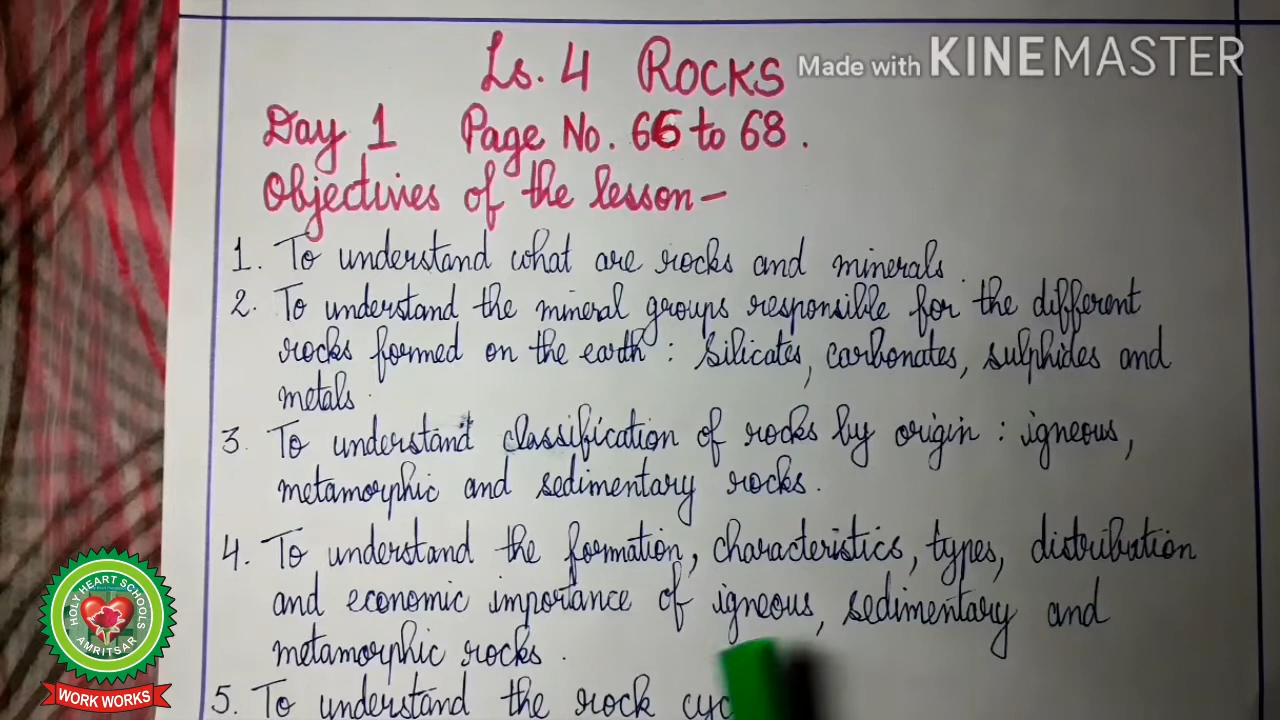 Ls. 4 ROCKS
Made with KINEMASTER
Day 1 Page No. 66 to 68.
Objectives of the lesson -
1. To understand what are rocks and minerals.
2. To understand the mineral groups responsible for the different
rocks formed on the earth : silicates, carbonates, sulphides and
metals.
3. To understand classification of rocks by origin : igneous,
metamorphic and sedimentary rocks.
4. To understand the formation, characteristics, types, distribution
and economic importance of igneous, sedimentary and
metamorphic rocks.
5. To understand the rock cyc
HOLY HEART SCHOOLS
AMRITSAR
WORK WORKS